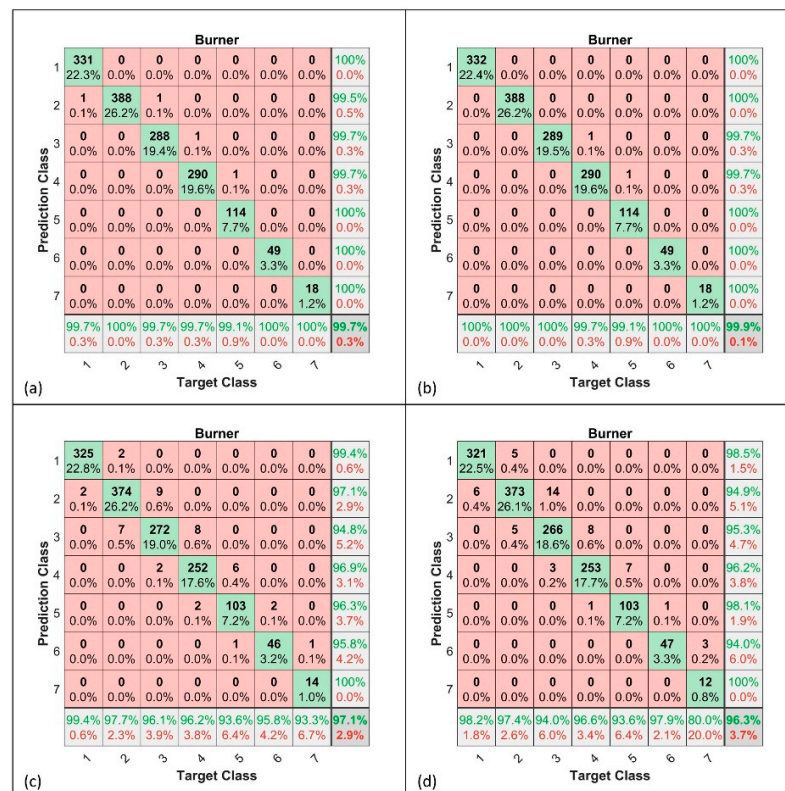 Burner
1 331 0 0 0 0 0 0 100%
22.3% 0.0% 0.0% 0.0% 0.0% 0.0% 0.0% 0.0%
2 1 388 1 0 0 0 0 99.5%
0.1% 26.2% 0.1% 0.0% 0.0% 0.0% 0.0% 0.5%
3 0 0 288 1 0 0 0 99.7%
0.0% 0.0% 19.4% 0.1% 0.0% 0.0% 0.0% 0.3%
4 0 0 0 290 1 0 0 99.7%
0.0% 0.0% 0.0% 19.6% 0.1% 0.0% 0.0% 0.3%
5 0 0 0 0 114 0 0 100%
0.0% 0.0% 0.0% 0.0% 7.7% 0.0% 0.0% 0.0%
6 0 0 0 0 0 49 0 100%
0.0% 0.0% 0.0% 0.0% 0.0% 3.3% 0.0% 0.0%
7 0 0 0 0 0 0 18 100%
0.0% 0.0% 0.0% 0.0% 0.0% 0.0% 1.2% 0.0%
99.7% 100% 99.7% 99.7% 99.1% 100% 100% 99.7%
0.3% 0.0% 0.3% 0.3% 0.9% 0.0% 0.0% 0.3%
1 2 3 4 5 6 7
Prediction Class
Target Class
(a)
Burner
1 332 0 0 0 0 0 0 100%
22.4% 0.0% 0.0% 0.0% 0.0% 0.0% 0.0% 0.0%
2 0 388 0 0 0 0 0 100%
0.0% 26.2% 0.0% 0.0% 0.0% 0.0% 0.0% 0.0%
3 0 0 289 1 0 0 0 99.7%
0.0% 0.0% 19.5% 0.1% 0.0% 0.0% 0.0% 0.3%
4 0 0 0 290 1 0 0 99.7%
0.0% 0.0% 0.0% 19.6% 0.1% 0.0% 0.0% 0.3%
5 0 0 0 0 114 0 0 100%
0.0% 0.0% 0.0% 0.0% 7.7% 0.0% 0.0% 0.0%
6 0 0 0 0 0 49 0 100%
0.0% 0.0% 0.0% 0.0% 0.0% 3.3% 0.0% 0.0%
7 0 0 0 0 0 0 18 100%
0.0% 0.0% 0.0% 0.0% 0.0% 0.0% 1.2% 0.0%
100% 100% 100% 99.7% 99.1% 100% 100% 99.9%
0.0% 0.0% 0.0% 0.3% 0.9% 0.0% 0.0% 0.1%
1 2 3 4 5 6 7
Prediction Class
Target Class
(b)
Burner
1 325 2 0 0 0 0 0 99.4%
22.8% 0.1% 0.0% 0.0% 0.0% 0.0% 0.0% 0.6%
2 2 374 9 0 0 0 0 97.1%
0.1% 26.2% 0.6% 0.0% 0.0% 0.0% 0.0% 2.9%
3 0 7 272 8 0 0 0 94.8%
0.0% 0.5% 19.0% 0.6% 0.0% 0.0% 0.0% 5.2%
4 0 0 2 252 6 0 0 96.9%
0.0% 0.0% 0.1% 17.6% 0.4% 0.0% 0.0% 3.1%
5 0 0 0 2 103 2 0 96.3%
0.0% 0.0% 0.0% 0.1% 7.2% 0.1% 0.0% 3.7%
6 0 0 0 0 1 46 1 95.8%
0.0% 0.0% 0.0% 0.0% 0.1% 3.2% 0.1% 4.2%
7 0 0 0 0 0 0 14 100%
0.0% 0.0% 0.0% 0.0% 0.0% 0.0% 1.0% 0.0%
99.4% 97.7% 96.1% 96.2% 93.6% 95.8% 93.3% 97.1%
0.6% 2.3% 3.9% 3.8% 6.4% 4.2% 6.7% 2.9%
1 2 3 4 5 6 7
Prediction Class
Target Class
(c)
Burner
1 321 5 0 0 0 0 0 98.5%
22.5% 0.4% 0.0% 0.0% 0.0% 0.0% 0.0% 1.5%
2 6 373 14 0 0 0 0 94.9%
0.4% 26.1% 1.0% 0.0% 0.0% 0.0% 0.0% 5.1%
3 0 5 266 8 0 0 0 95.3%
0.0% 0.4% 18.6% 0.6% 0.0% 0.0% 0.0% 4.7%
4 0 0 3 253 7 0 0 96.2%
0.0% 0.0% 0.2% 17.7% 0.5% 0.0% 0.0% 3.8%
5 0 0 0 1 103 1 0 98.1%
0.0% 0.0% 0.0% 0.1% 7.2% 0.1% 0.0% 1.9%
6 0 0 0 0 0 47 3 94.0%
0.0% 0.0% 0.0% 0.0% 0.0% 3.3% 0.2% 6.0%
7 0 0 0 0 0 0 12 100%
0.0% 0.0% 0.0% 0.0% 0.0% 0.0% 0.8% 0.0%
98.2% 97.4% 94.0% 96.6% 93.6% 97.9% 80.0% 96.3%
1.8% 2.6% 6.0% 3.4% 6.4% 2.1% 20.0% 3.7%
1 2 3 4 5 6 7
Prediction Class
Target Class
(d)